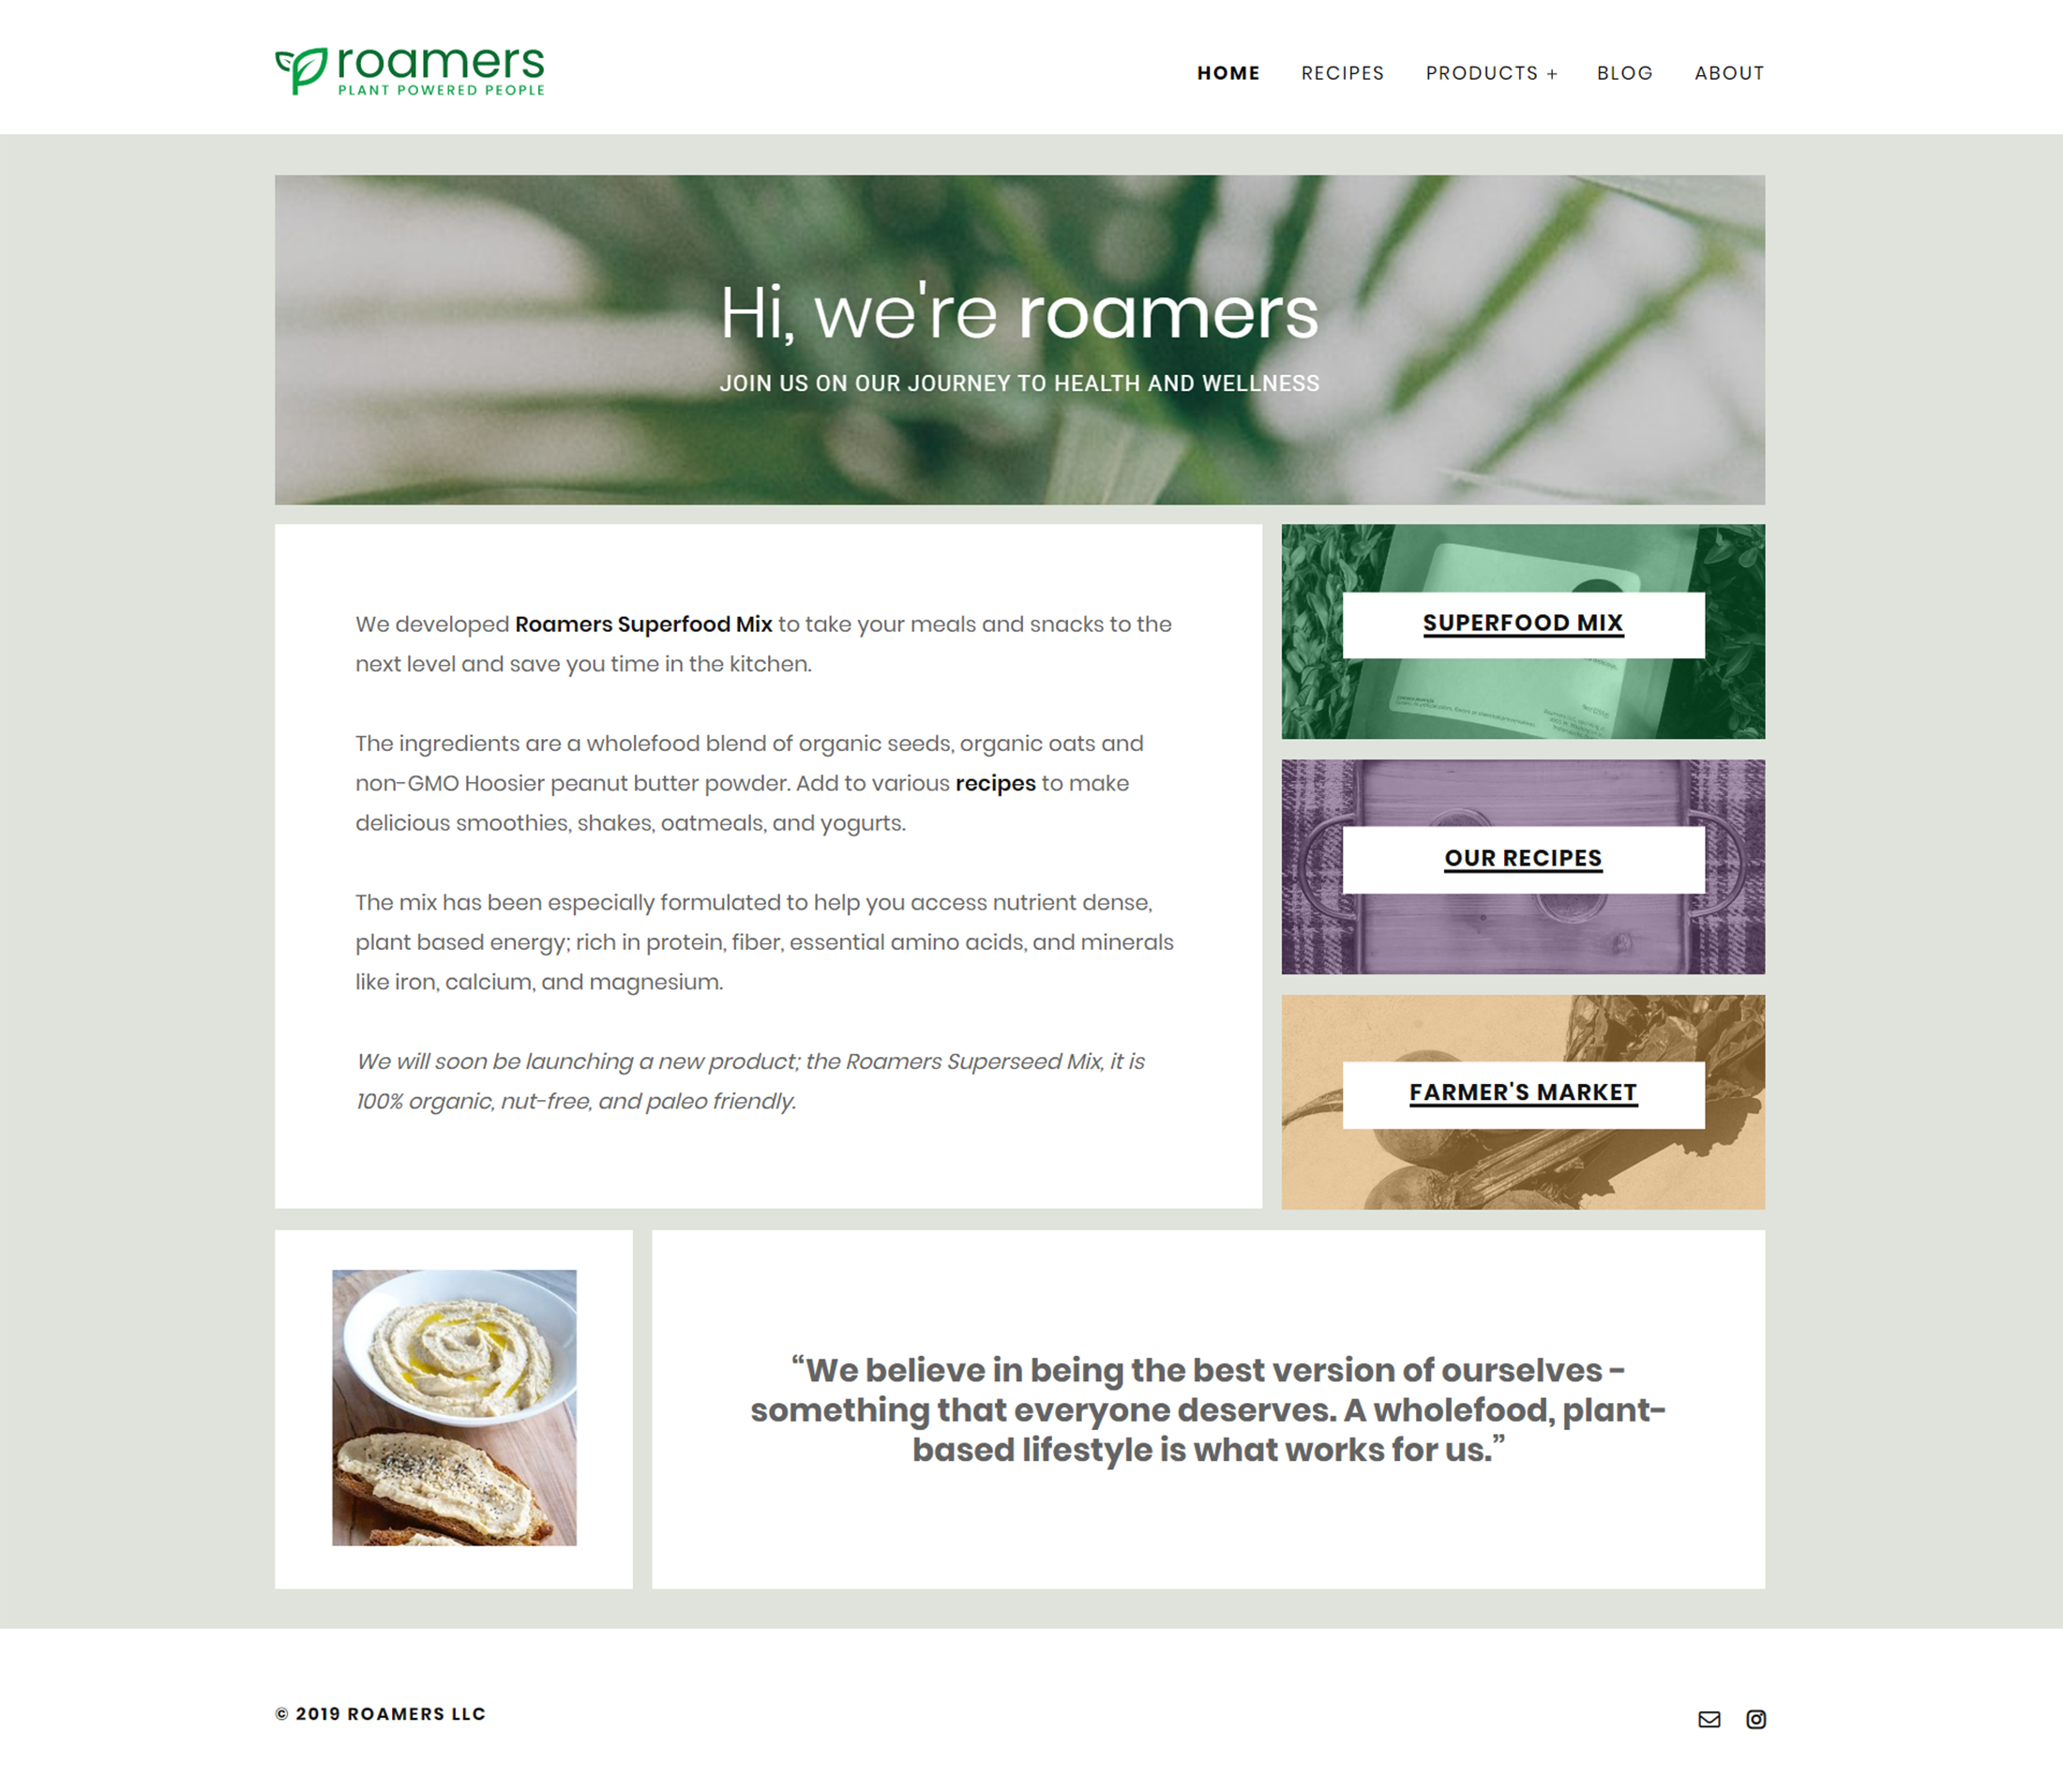 roamers
PLANT POWERED PEOPLE
HOME RECIPES PRODUCTS + BLOG ABOUT
Hi, we're roamers
JOIN US ON OUR JOURNEY TO HEALTH AND WELLNESS
We developed Roamers Superfood Mix to take your meals and snacks to the
next level and save you time in the kitchen.
The ingredients are a wholefood blend of organic seeds, organic oats and
non-GMO Hoosier peanut butter powder. Add to various recipes to make
delicious smoothies, shakes, oatmeals, and yogurts.
The mix has been especially formulated to help you access nutrient dense,
plant based energy; rich in protein, fiber, essential amino acids, and minerals
like iron, calcium, and magnesium.
We will soon be launching a new product; the Roamers Superseed Mix, it is
100% organic, nut-free, and paleo friendly.
SUPERFOOD MIX
OUR RECIPES
FARMER'S MARKET
“We believe in being the best version of ourselves -
something that everyone deserves. A wholefood, plant-
based lifestyle is what works for us.”
© 2019 ROAMERS LLC